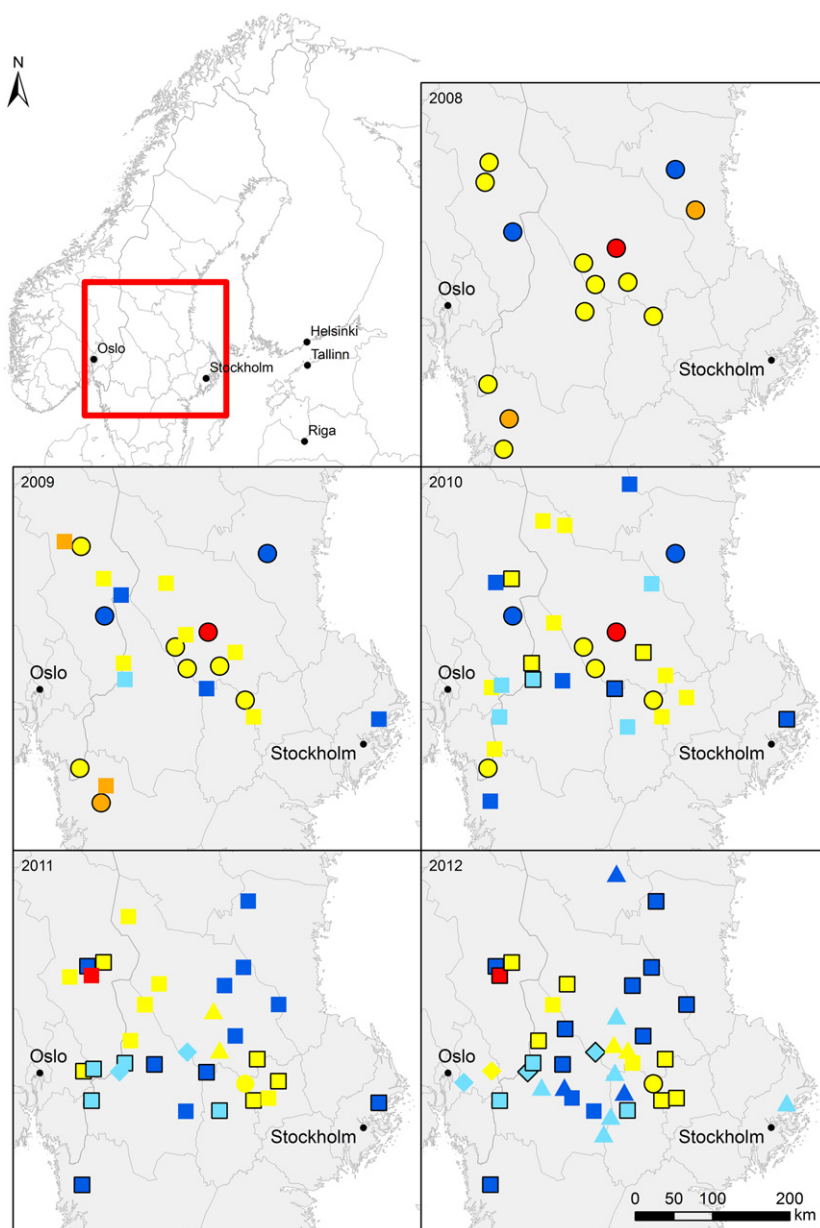 N
2008
Oslo
Stockholm
Helsinki
Tallinn
Oslo
Stockholm
Riga
2009
Oslo
Stockholm
2010
Oslo
Stockholm
2011
Oslo
Stockholm
2012
Oslo
Stockholm
0 50 100 200
km